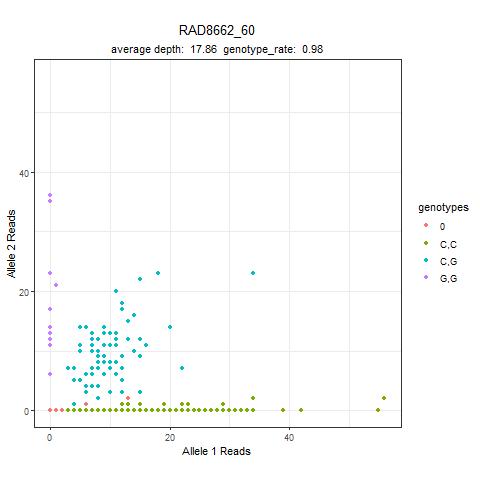 RAD8662_60
average depth:  17.86  genotype_rate:  0.98
Allele 2 Reads
40
20
0
0
20
40
Allele 1 Reads
genotypes
0
C,C
C,G
G,G